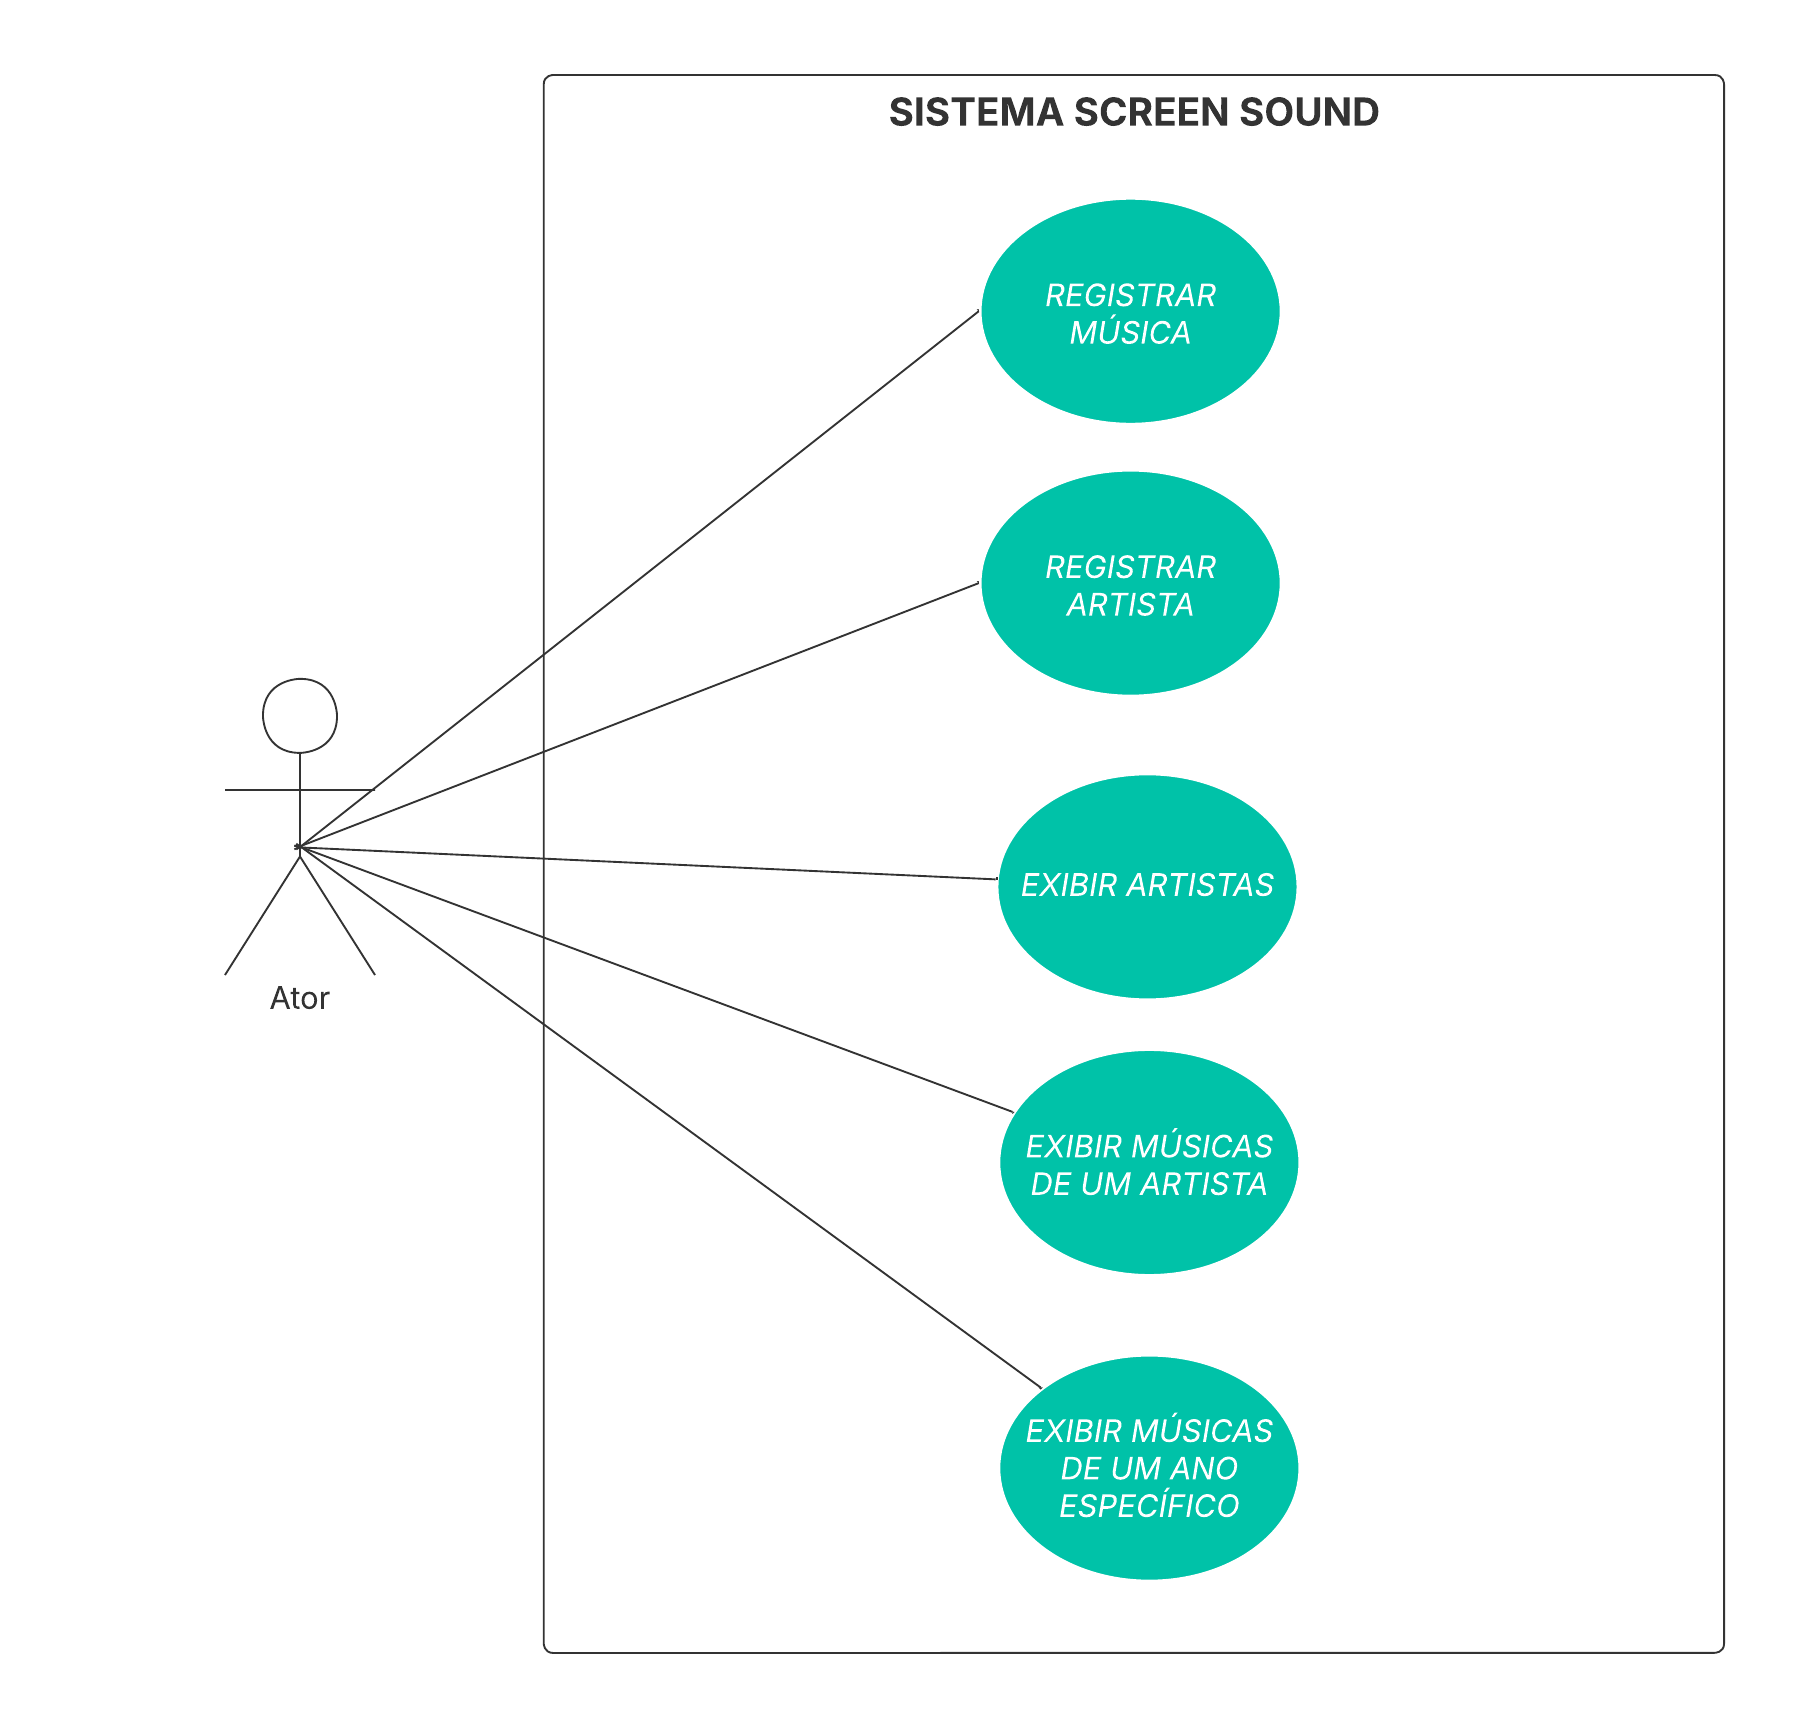 SISTEMA SCREEN SOUND
REGISTRAR
MÚSICA
REGISTRAR
ARTISTA
EXIBIR ARTISTAS
Ator
EXIBIR MÚSICAS
DE UM ARTISTA
EXIBIR MÚSICAS
DE UM ANO
ESPECÍFICO